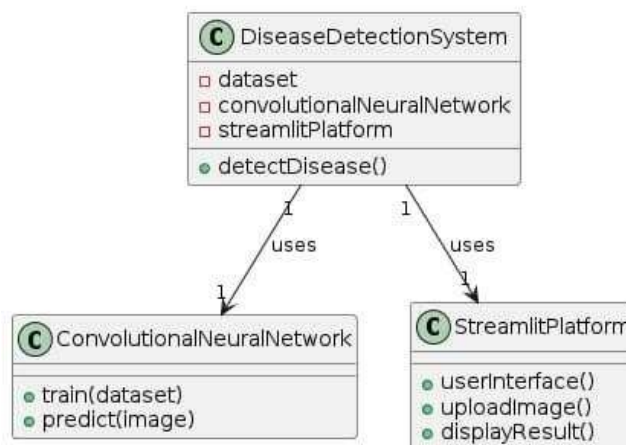 C DiseaseDetectionSystem
dataset
convolutionalNeuralNetwork
streamlitPlatform
detectDisease()
1 1
uses uses
1 1
C ConvolutionalNeuralNetwork
train(dataset)
predict(image)
C StreamlitPlatform
userInterface()
uploadImage()
displayResult()